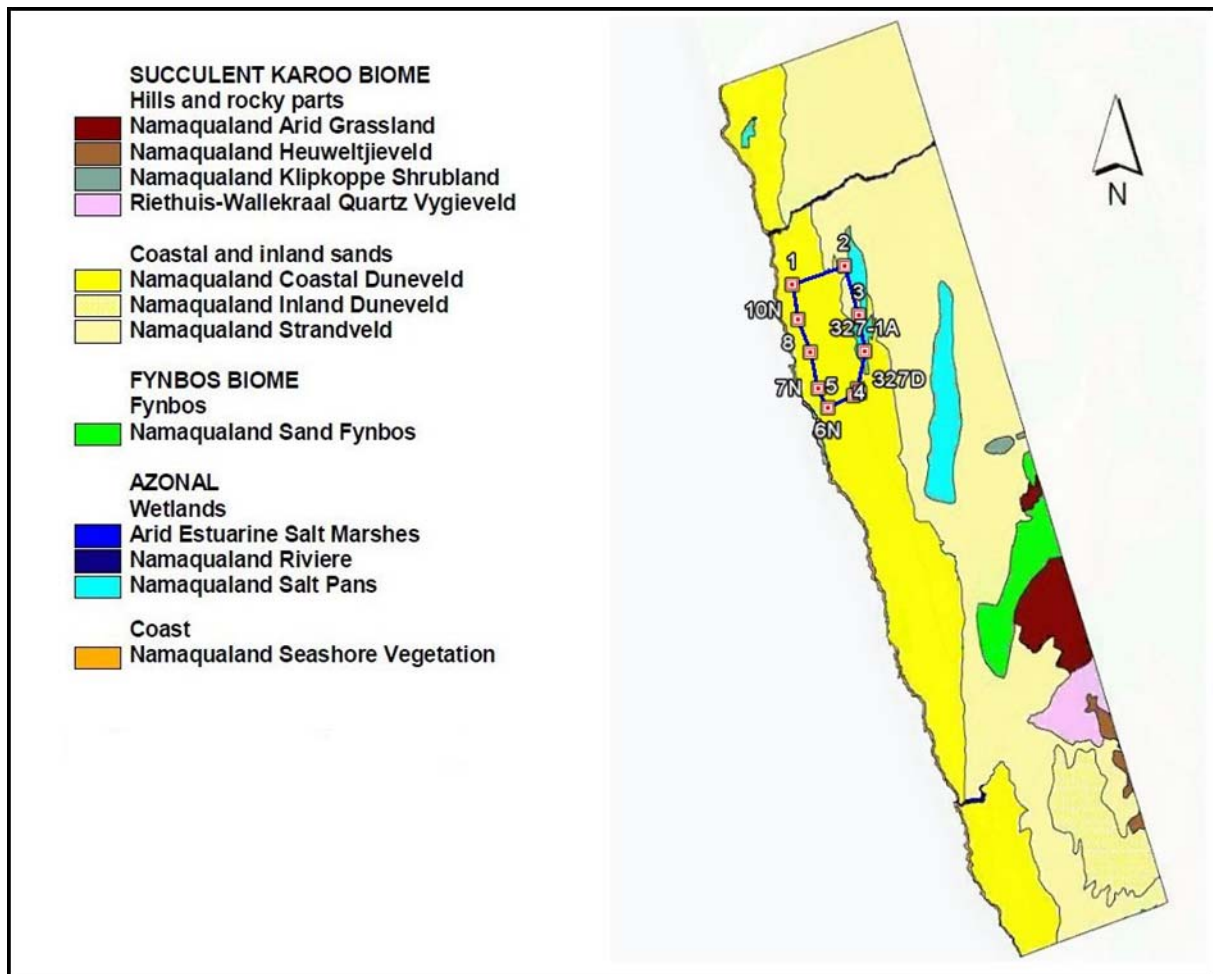 SUCCULENT KAROO BIOME
Hills and rocky parts
Namaqualand Arid Grassland
Namaqualand Heuweltjieveld
Namaqualand Klipkoppe Shrubland
Riethuis-Wallekraal Quartz Vygieveld
Coastal and inland sands
Namaqualand Coastal Duneveld
Namaqualand Inland Duneveld
Namaqualand Strandveld
FYNBOS BIOME
Fynbos
Namaqualand Sand Fynbos
AZONAL
Wetlands
Arid Estuarine Salt Marshes
Namaqualand Riviere
Namaqualand Salt Pans
Coast
Namaqualand Seashore Vegetation
N
2
1
3
10N
327-1A
8
327D
7N
5
4
6N